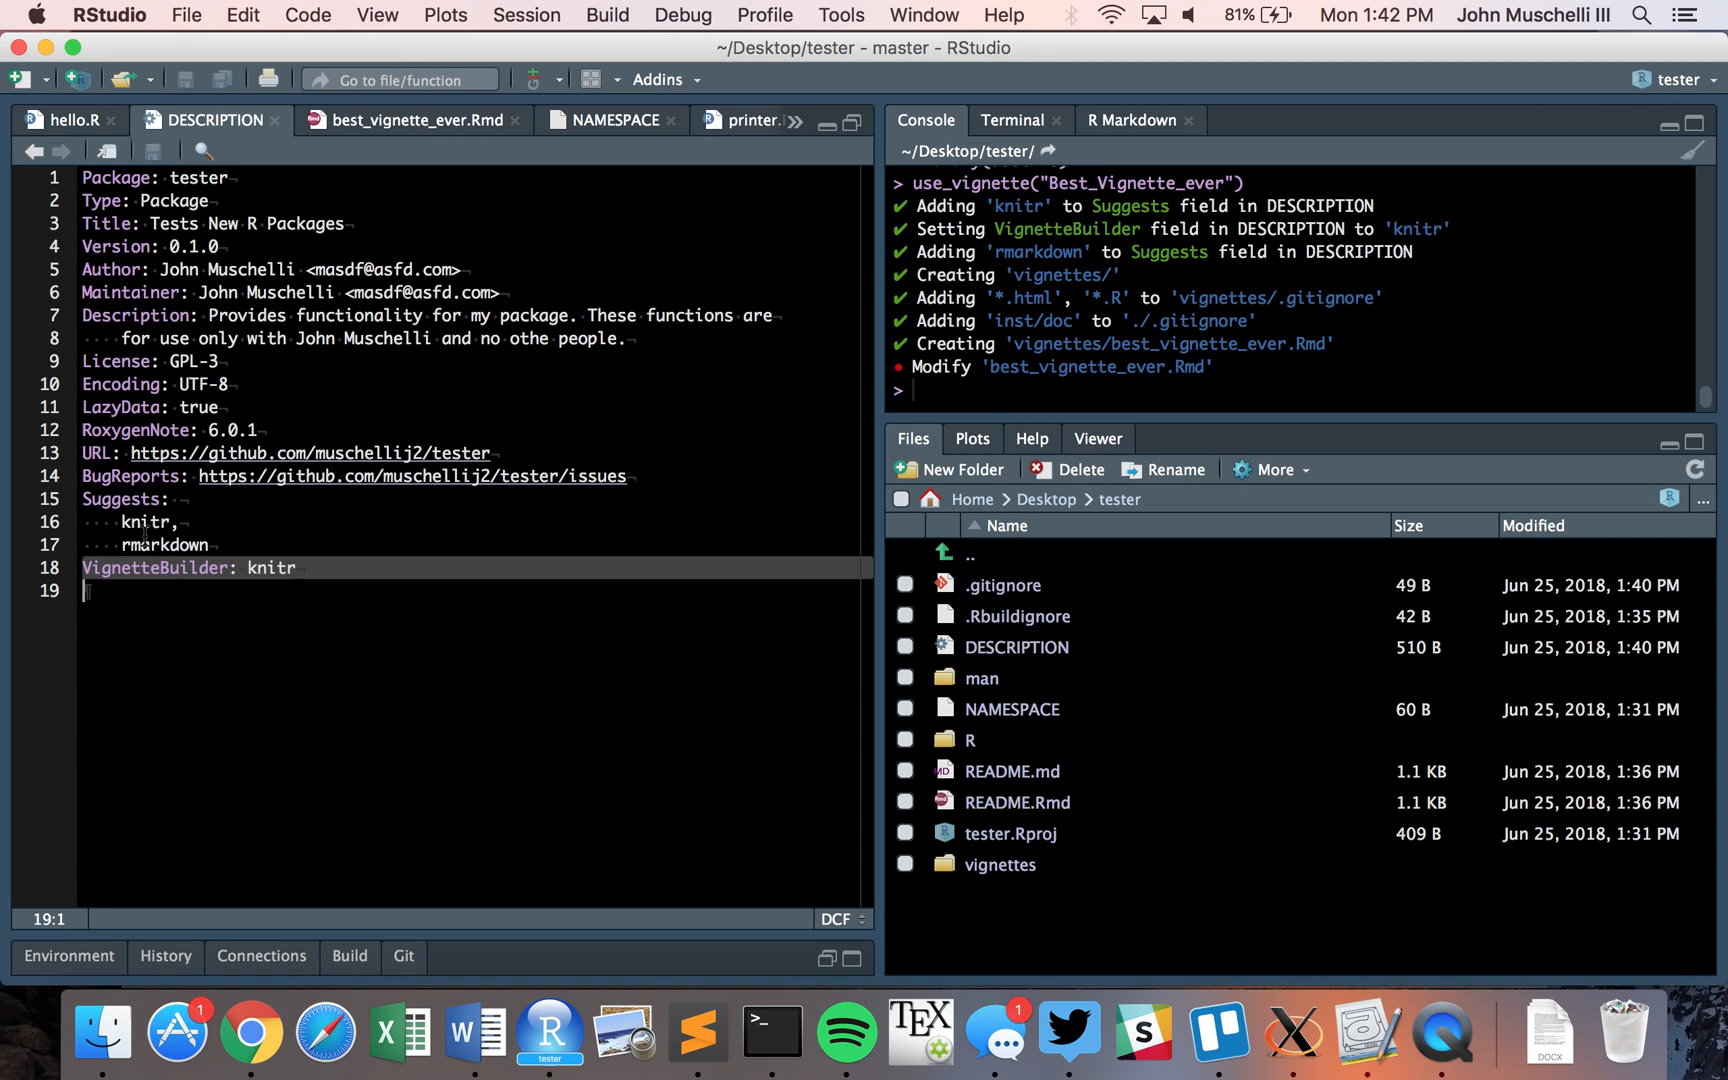 RStudio File Edit Code View Plots Session Build Debug Profile Tools Window Help 81% Mon 1:42 PM John Muschelli III
~/Desktop/tester - master - RStudio
Go to file/function Addins tester
hello.R DESCRIPTION best_vignette_ever.Rmd NAMESPACE printer.
1 Package: tester
2 Type: Package
3 Title: Tests New R Packages
4 Version: 0.1.0
5 Author: John Muschelli <masdf@asfd.com>
6 Maintainer: John Muschelli <masdf@asfd.com>
7 Description: Provides functionality for my package. These functions are
8 for use only with John Muschelli and no othe people.
9 License: GPL-3
10 Encoding: UTF-8
11 LazyData: true
12 RoxygenNote: 6.0.1
13 URL: https://github.com/muschellij2/tester
14 BugReports: https://github.com/muschellij2/tester/issues
15 Suggests:
16 knitr,
17 rmarkdown
18 VignetteBuilder: knitr
19
19:1 DCF
Environment History Connections Build Git
Console Terminal R Markdown
~/Desktop/tester/
> use_vignette("Best_Vignette_ever")
✔ Adding 'knitr' to Suggests field in DESCRIPTION
✔ Setting VignetteBuilder field in DESCRIPTION to 'knitr'
✔ Adding 'rmarkdown' to Suggests field in DESCRIPTION
✔ Creating 'vignettes/'
✔ Adding '*.html', '*.R' to 'vignettes/.gitignore'
✔ Adding 'inst/doc' to './.gitignore'
✔ Creating 'vignettes/best_vignette_ever.Rmd'
● Modify 'best_vignette_ever.Rmd'
>
Files Plots Help Viewer
New Folder Delete Rename More
Home > Desktop > tester ...
Name Size Modified
..
.gitignore 49 B Jun 25, 2018, 1:40 PM
.Rbuildignore 42 B Jun 25, 2018, 1:35 PM
DESCRIPTION 510 B Jun 25, 2018, 1:40 PM
man
NAMESPACE 60 B Jun 25, 2018, 1:31 PM
R
README.md 1.1 KB Jun 25, 2018, 1:36 PM
README.Rmd 1.1 KB Jun 25, 2018, 1:36 PM
tester.Rproj 409 B Jun 25, 2018, 1:31 PM
vignettes
1 X W R tester >_ TEX 1 S X DOCX